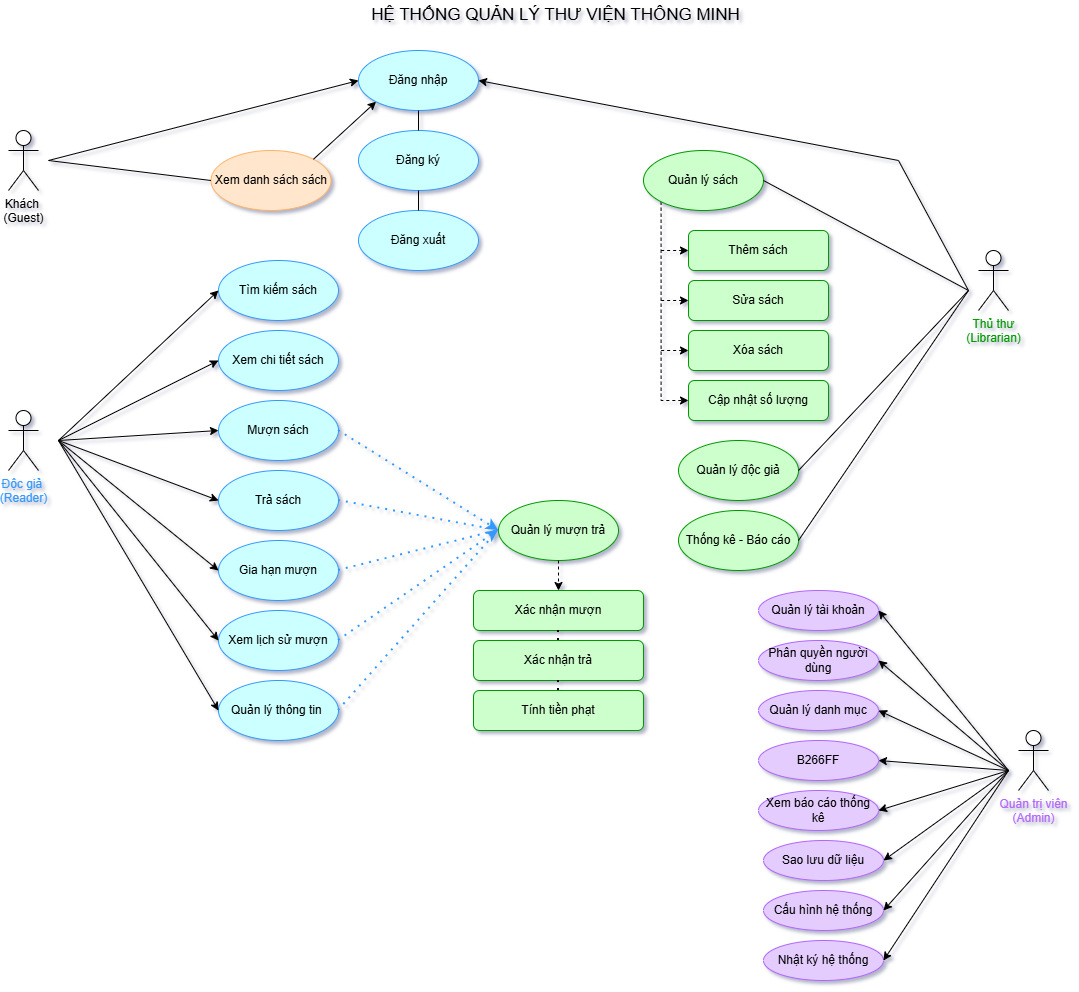 HỆ THỐNG QUẢN LÝ THƯ VIỆN THÔNG MINH
Đăng nhập
Đăng ký
Đăng xuất
Xem danh sách sách
Khách
(Guest)
Quản lý sách
Thêm sách
Sửa sách
Xóa sách
Cập nhật số lượng
Thủ thư
(Librarian)
Quản lý độc giả
Thống kê - Báo cáo
Tìm kiếm sách
Xem chi tiết sách
Mượn sách
Trả sách
Gia hạn mượn
Xem lịch sử mượn
Quản lý thông tin
Độc giả
(Reader)
Quản lý mượn trả
Xác nhận mượn
Xác nhận trả
Tính tiền phạt
Quản lý tài khoản
Phân quyền người
dùng
Quản lý danh mục
B266FF
Xem báo cáo thống
kê
Sao lưu dữ liệu
Cấu hình hệ thống
Nhật ký hệ thống
Quản trị viên
(Admin)